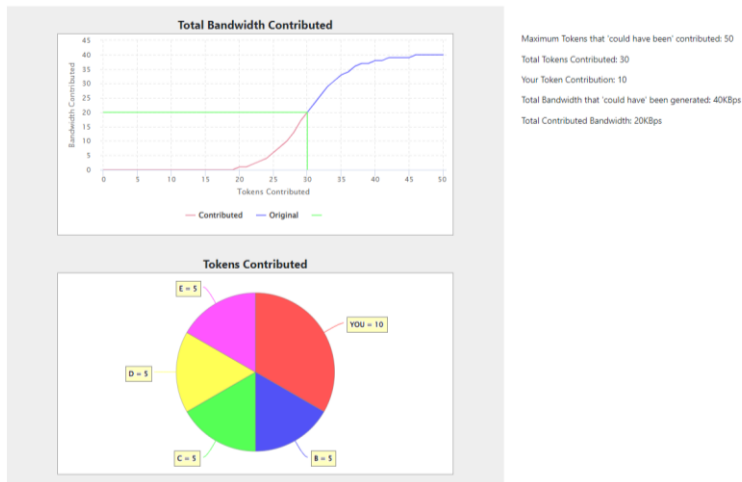 Total Bandwidth Contributed
45
40
35
30
25
20
15
10
5
0
Bandwidth Contributed
0 5 10 15 20 25 30 35 40 45 50
Tokens Contributed
Contributed Original
Maximum Tokens that 'could have been' contributed: 50
Total Tokens Contributed: 30
Your Token Contribution: 10
Total Bandwidth that 'could have' been generated: 40KBps
Total Contributed Bandwidth: 20KBps
Tokens Contributed
E = 5
YOU = 10
D = 5
C = 5
B = 5